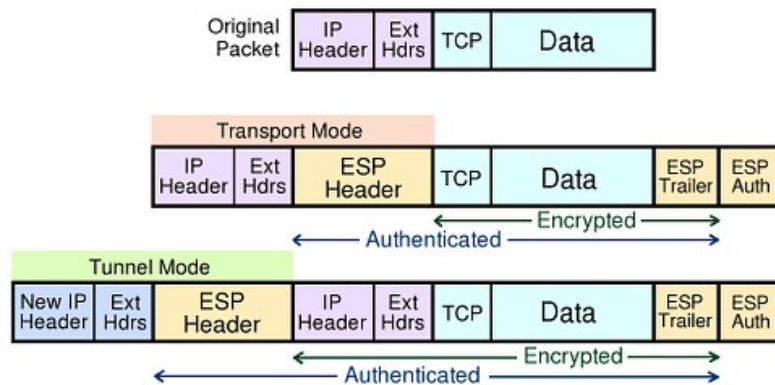 Original
Packet
IP
Header
Ext
Hdrs
TCP
Data
Transport Mode
IP
Header
Ext
Hdrs
ESP
Header
TCP
Data
ESP
Trailer
ESP
Auth
Encrypted
Authenticated
Tunnel Mode
New IP
Header
Ext
Hdrs
ESP
Header
IP
Header
Ext
Hdrs
TCP
Data
ESP
Trailer
ESP
Auth
Encrypted
Authenticated